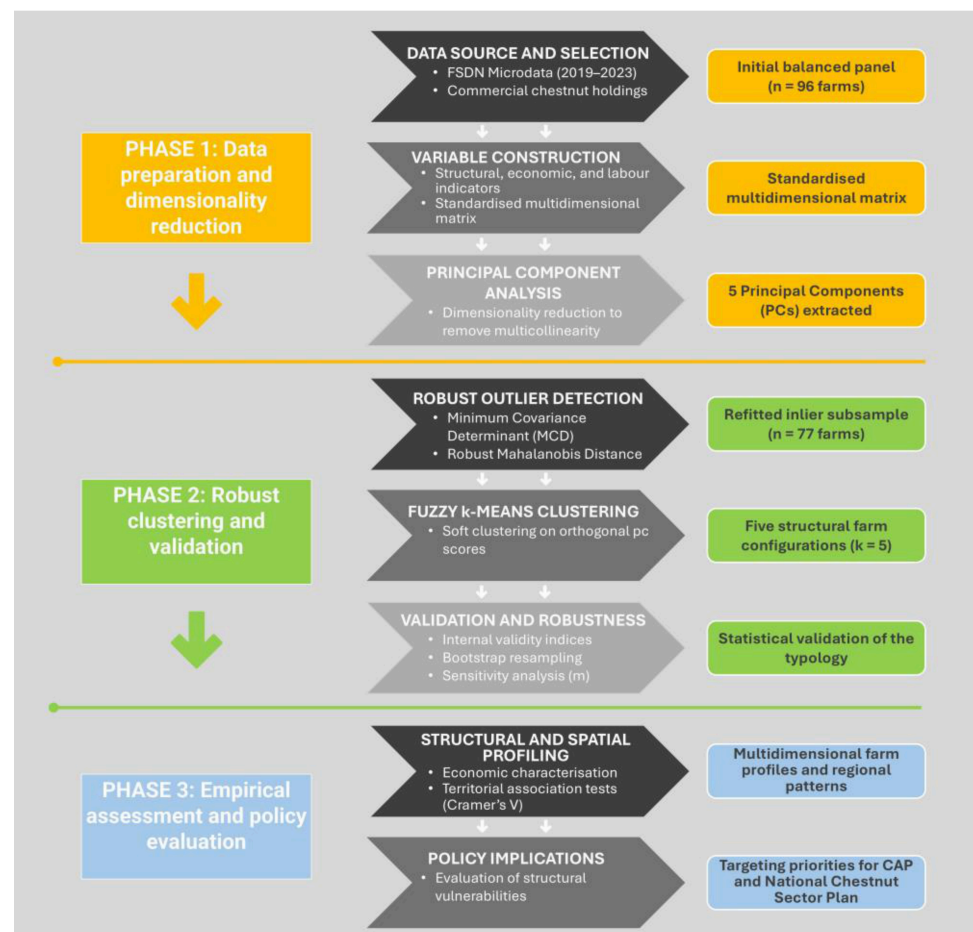 DATA SOURCE AND SELECTION
• FSDN Microdata (2019–2023)
• Commercial chestnut holdings
Initial balanced panel
(n = 96 farms)
PHASE 1: Data
preparation and
dimensionality
reduction
VARIABLE CONSTRUCTION
• Structural, economic, and labour
indicators
• Standardised multidimensional
matrix
Standardised
multidimensional matrix
PRINCIPAL COMPONENT
ANALYSIS
• Dimensionality reduction to
remove multicollinearity
5 Principal Components
(PCs) extracted
ROBUST OUTLIER DETECTION
• Minimum Covariance
Determinant (MCD)
• Robust Mahalanobis Distance
Refitted inlier subsample
(n = 77 farms)
PHASE 2: Robust
clustering and
validation
FUZZY k-MEANS CLUSTERING
• Soft clustering on orthogonal pc
scores
Five structural farm
configurations (k = 5)
VALIDATION AND ROBUSTNESS
• Internal validity indices
• Bootstrap resampling
• Sensitivity analysis (m)
Statistical validation of the
typology
STRUCTURAL AND SPATIAL
PROFILING
• Economic characterisation
• Territorial association tests
(Cramer's V)
Multidimensional farm
profiles and regional
patterns
PHASE 3: Empirical
assessment and policy
evaluation
POLICY IMPLICATIONS
• Evaluation of structural
vulnerabilities
Targeting priorities for CAP
and National Chestnut
Sector Plan